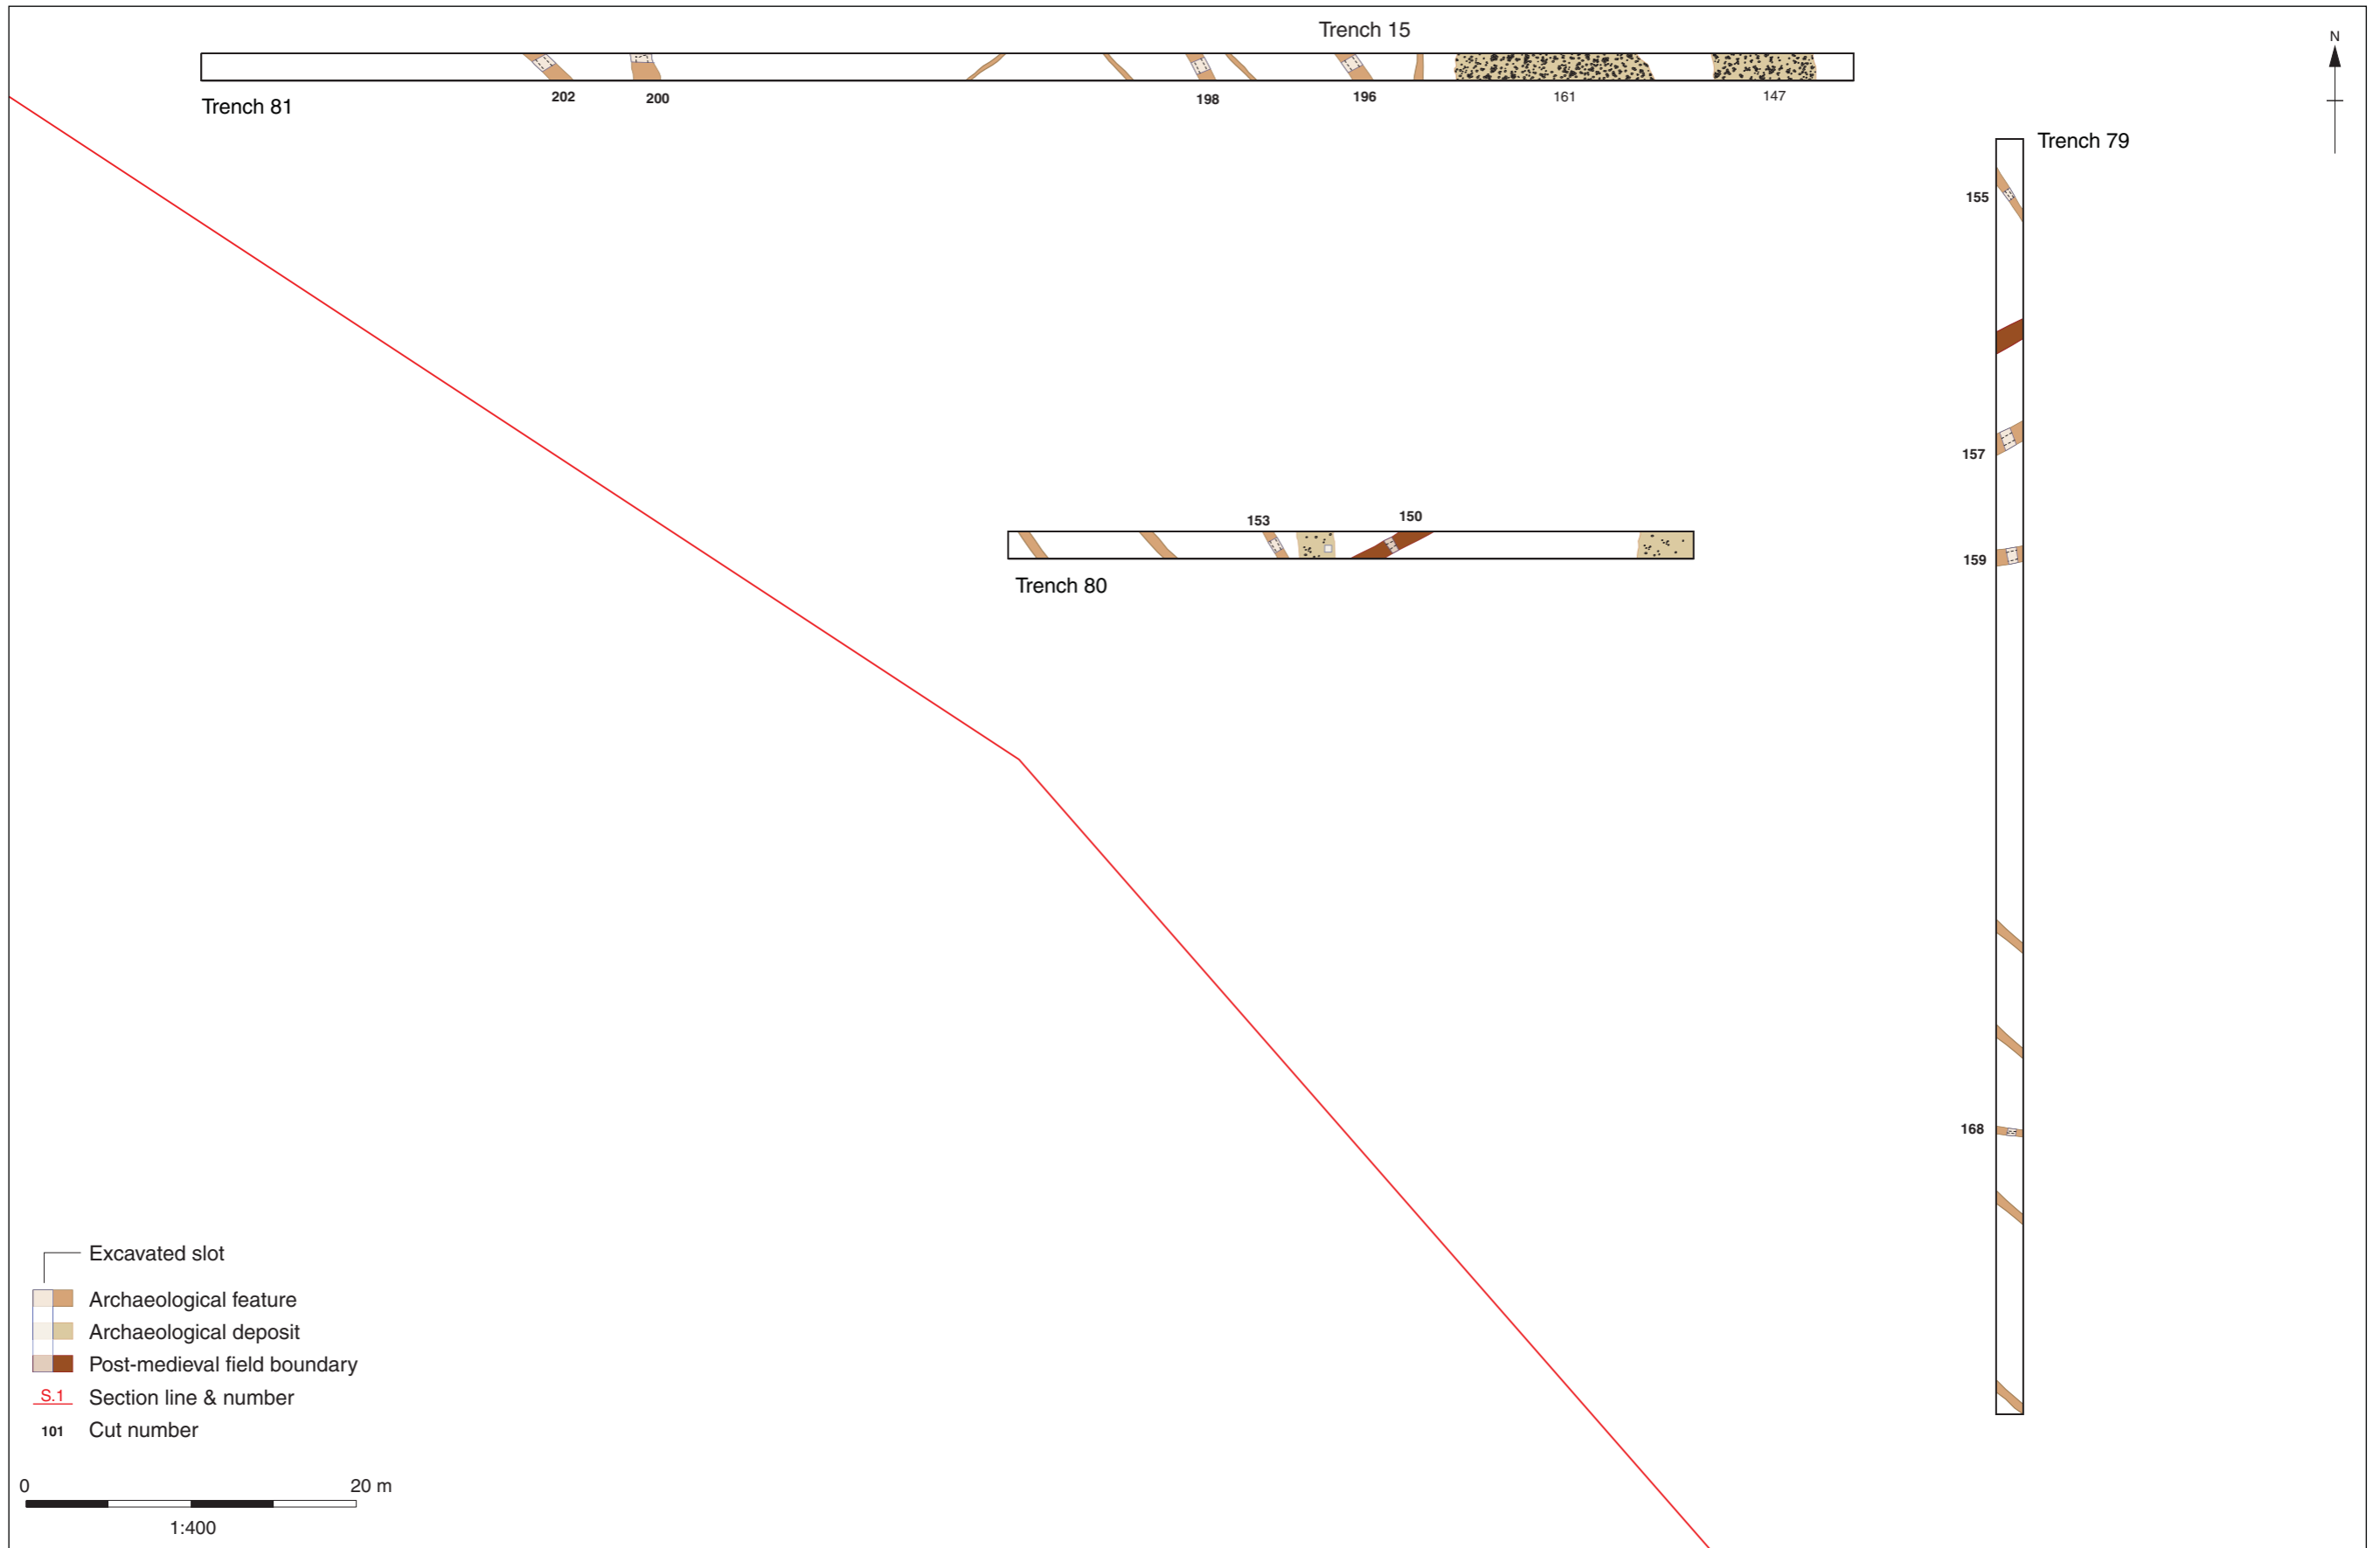 Trench 15
N
202
200
198
196
161
147
Trench 81
Trench 79
155
157
153
150
159
Trench 80
168
Excavated slot
Archaeological feature
Archaeological deposit
Post-medieval field boundary
S.1 Section line & number
101 Cut number
0 20 m
1:400